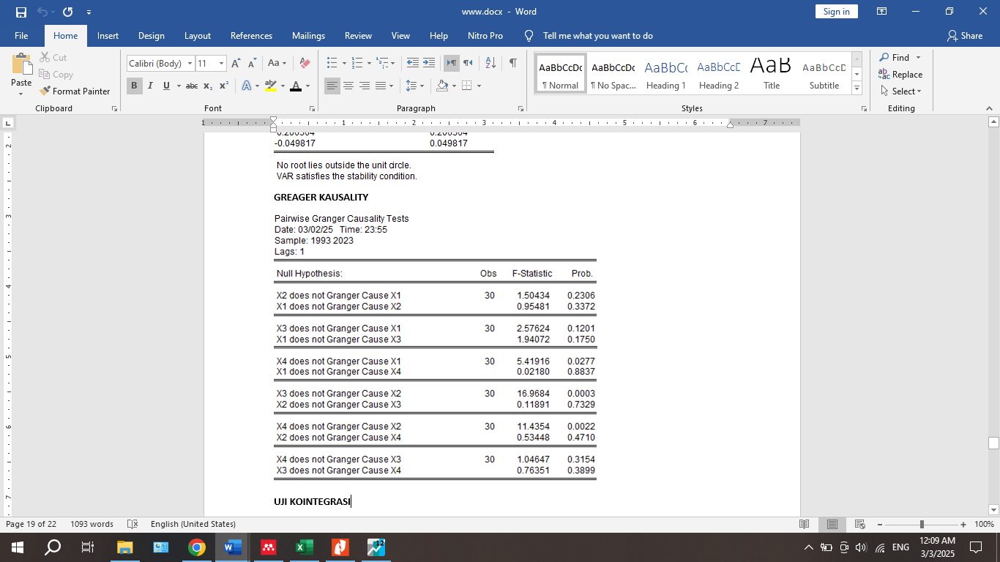 www.docx - Word
Sign in
File Home Insert Design Layout References Mailings Review View Help Nitro Pro Tell me what you want to do Share
Paste
Cut
Copy
Format Painter
Clipboard
Calibri (Body) 11
Font
Paragraph
AaBbCcDc AaBbCcDc AaBbC( AaBbCcD AaB AaBbCcD
¶ Normal ¶ No Spac... Heading 1 Heading 2 Title Subtitle
Styles
Find
Replace
Select
Editing
1 1 2 3 4 5 6 7
-0.049817 0.049817
No root lies outside the unit circle.
VAR satisfies the stability condition.
GREAGER KAUSALITY
Pairwise Granger Causality Tests
Date: 03/02/25 Time: 23:55
Sample: 1993 2023
Lags: 1
Null Hypothesis: Obs F-Statistic Prob.
X2 does not Granger Cause X1 30 1.50434 0.2306
X1 does not Granger Cause X2 0.95481 0.3372
X3 does not Granger Cause X1 30 2.57624 0.1201
X1 does not Granger Cause X3 1.94072 0.1750
X4 does not Granger Cause X1 30 5.41916 0.0277
X1 does not Granger Cause X4 0.02180 0.8837
X3 does not Granger Cause X2 30 16.9684 0.0003
X2 does not Granger Cause X3 0.11891 0.7329
X4 does not Granger Cause X2 30 11.4354 0.0022
X2 does not Granger Cause X4 0.53448 0.4710
X4 does not Granger Cause X3 30 1.04647 0.3154
X3 does not Granger Cause X4 0.76351 0.3899
UJI KOINTEGRASI
Page 19 of 22 1093 words English (United States) 100%
ENG
12:09 AM
3/3/2025